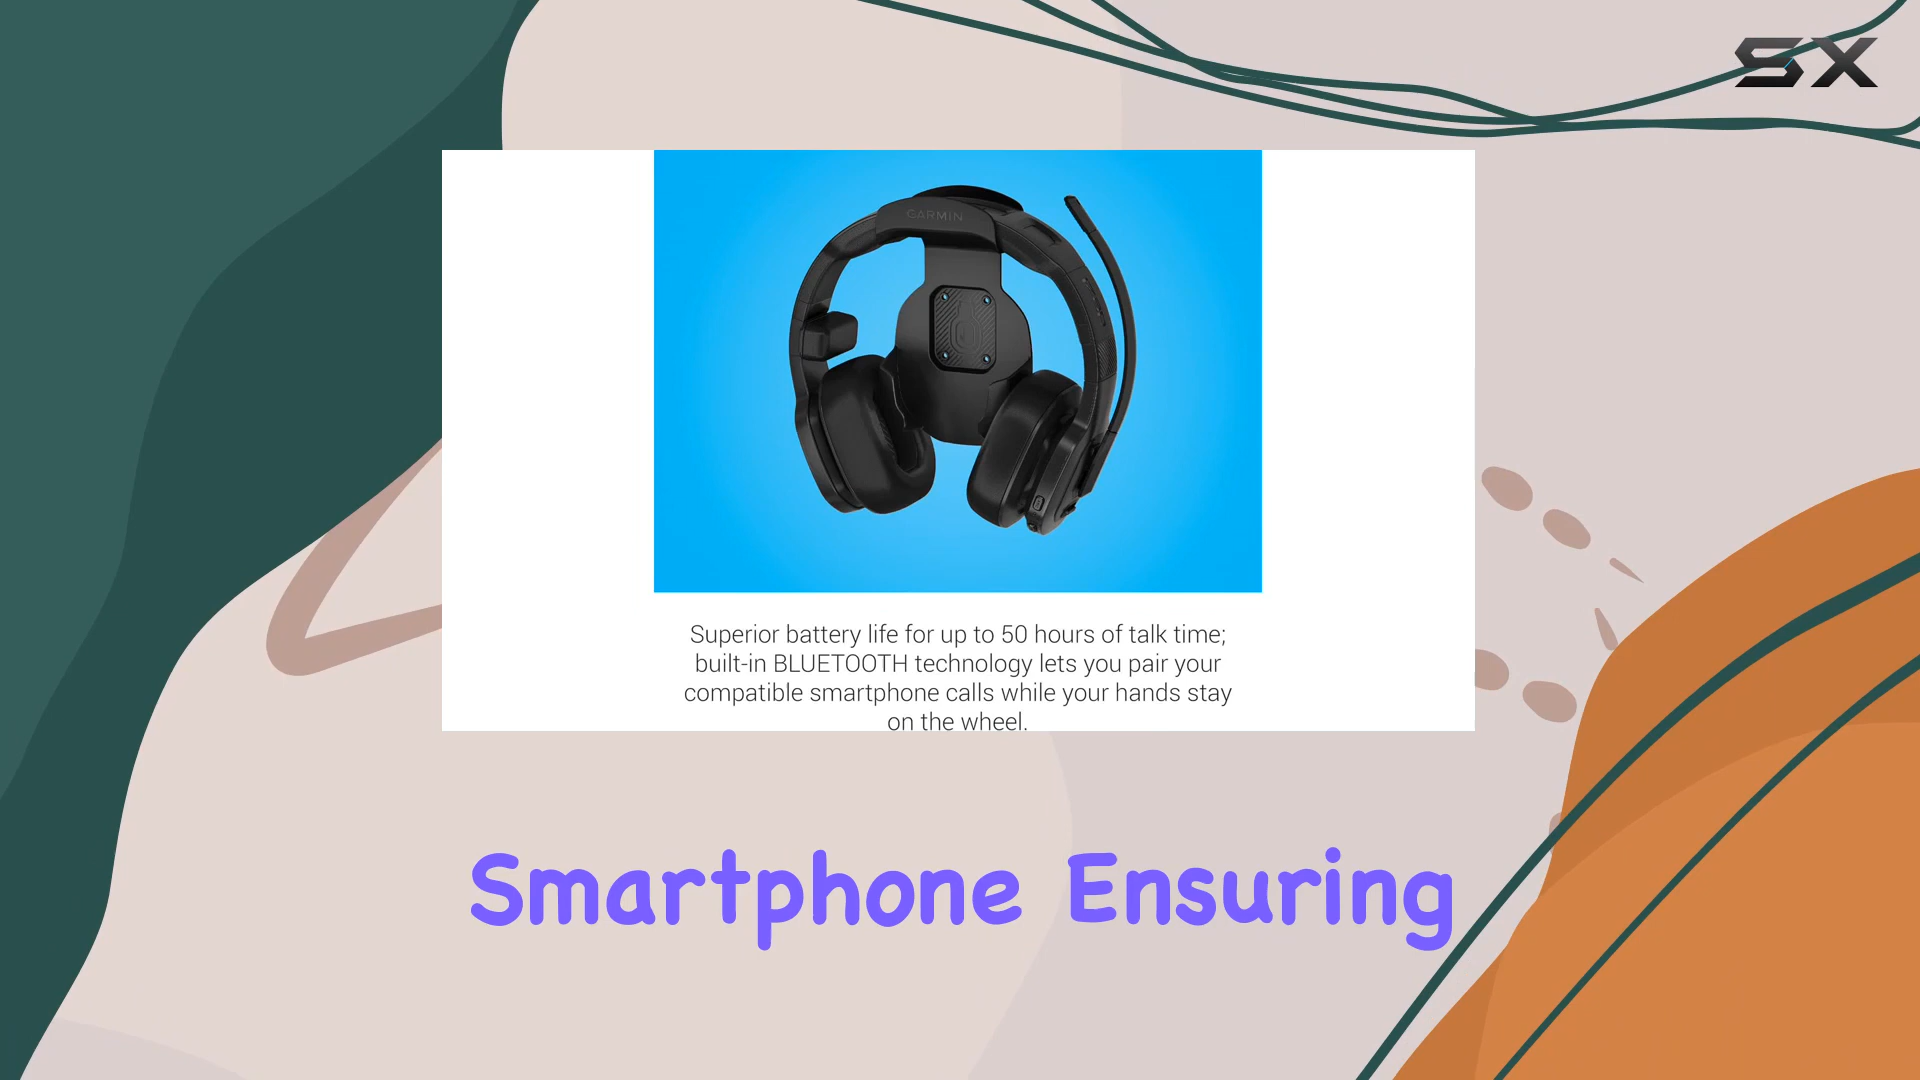 SX
GARMIN
Superior battery life for up to 50 hours of talk time;
built-in BLUETOOTH technology lets you pair your
compatible smartphone calls while your hands stay
on the wheel.
Smartphone Ensuring